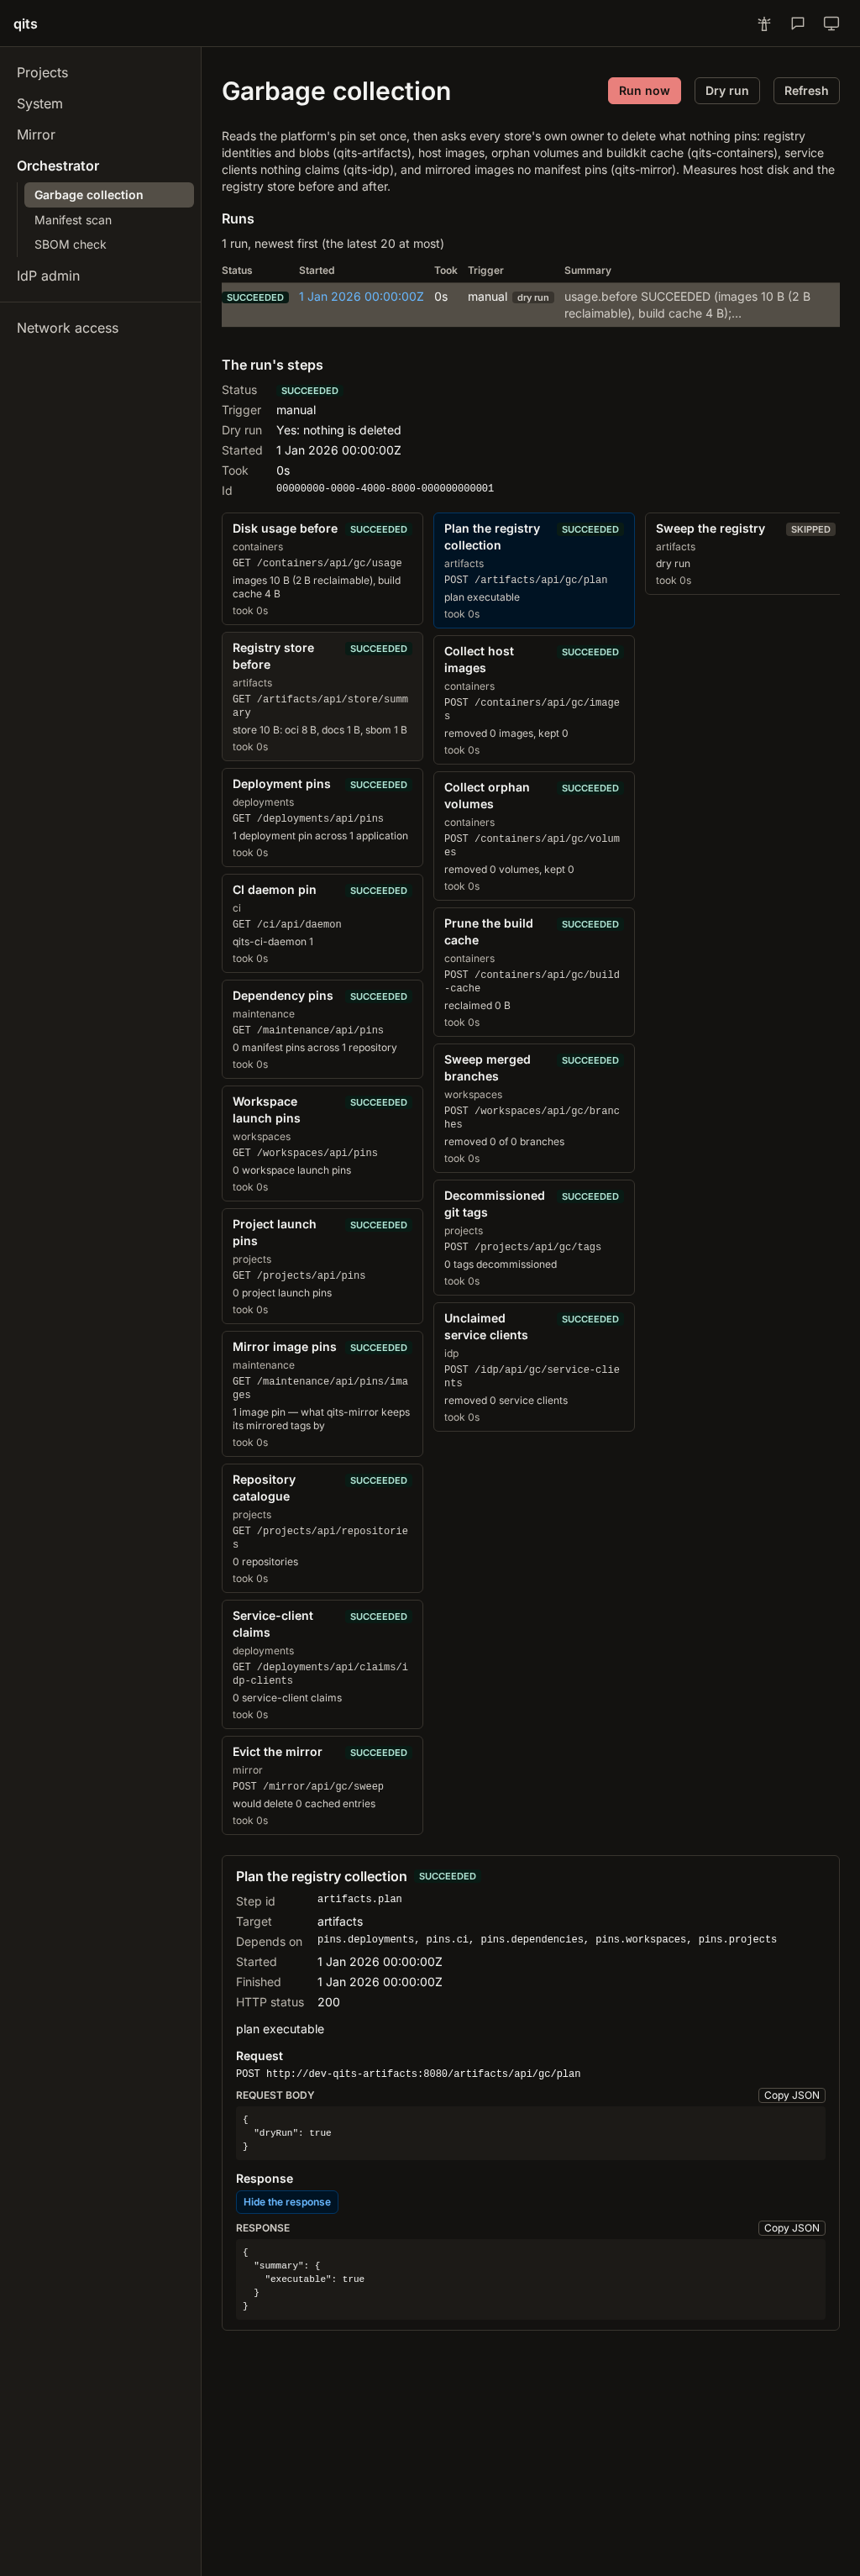 qits
Projects
System
Mirror
Orchestrator
Garbage collection
Manifest scan
SBOM check
IdP admin
Network access
Garbage collection
Run now
Dry run
Refresh
Reads the platform's pin set once, then asks every store's own owner to delete what nothing pins: registry
identities and blobs (qits-artifacts), host images, orphan volumes and buildkit cache (qits-containers), service
clients nothing claims (qits-idp), and mirrored images no manifest pins (qits-mirror). Measures host disk and the
registry store before and after.
Runs
1 run, newest first (the latest 20 at most)
Status Started Took Trigger Summary
SUCCEEDED 1 Jan 2026 00:00:00Z 0s manual dry run usage.before SUCCEEDED (images 10 B (2 B
reclaimable), build cache 4 B);...
The run's steps
Status SUCCEEDED
Trigger manual
Dry run Yes: nothing is deleted
Started 1 Jan 2026 00:00:00Z
Took 0s
Id 00000000-0000-4000-8000-000000000001
Disk usage before SUCCEEDED
containers
GET /containers/api/gc/usage
images 10 B (2 B reclaimable), build
cache 4 B
took 0s
Registry store
before
SUCCEEDED
artifacts
GET /artifacts/api/store/summ
ary
store 10 B: oci 8 B, docs 1 B, sbom 1 B
took 0s
Deployment pins SUCCEEDED
deployments
GET /deployments/api/pins
1 deployment pin across 1 application
took 0s
CI daemon pin SUCCEEDED
ci
GET /ci/api/daemon
qits-ci-daemon 1
took 0s
Dependency pins SUCCEEDED
maintenance
GET /maintenance/api/pins
0 manifest pins across 1 repository
took 0s
Workspace
launch pins
SUCCEEDED
workspaces
GET /workspaces/api/pins
0 workspace launch pins
took 0s
Project launch
pins
SUCCEEDED
projects
GET /projects/api/pins
0 project launch pins
took 0s
Mirror image pins SUCCEEDED
maintenance
GET /maintenance/api/pins/ima
ges
1 image pin — what qits-mirror keeps
its mirrored tags by
took 0s
Repository
catalogue
SUCCEEDED
projects
GET /projects/api/repositorie
s
0 repositories
took 0s
Service-client
claims
SUCCEEDED
deployments
GET /deployments/api/claims/i
dp-clients
0 service-client claims
took 0s
Evict the mirror SUCCEEDED
mirror
POST /mirror/api/gc/sweep
would delete 0 cached entries
took 0s
Plan the registry
collection
SUCCEEDED
artifacts
POST /artifacts/api/gc/plan
plan executable
took 0s
Collect host
images
SUCCEEDED
containers
POST /containers/api/gc/image
s
removed 0 images, kept 0
took 0s
Collect orphan
volumes
SUCCEEDED
containers
POST /containers/api/gc/volum
es
removed 0 volumes, kept 0
took 0s
Prune the build
cache
SUCCEEDED
containers
POST /containers/api/gc/build
-cache
reclaimed 0 B
took 0s
Sweep merged
branches
SUCCEEDED
workspaces
POST /workspaces/api/gc/branc
hes
removed 0 of 0 branches
took 0s
Decommissioned
git tags
SUCCEEDED
projects
POST /projects/api/gc/tags
0 tags decommissioned
took 0s
Unclaimed
service clients
SUCCEEDED
idp
POST /idp/api/gc/service-clie
nts
removed 0 service clients
took 0s
Sweep the registry SKIPPED
artifacts
dry run
took 0s
Plan the registry collection SUCCEEDED
Step id artifacts.plan
Target artifacts
Depends on pins.deployments, pins.ci, pins.dependencies, pins.workspaces, pins.projects
Started 1 Jan 2026 00:00:00Z
Finished 1 Jan 2026 00:00:00Z
HTTP status 200
plan executable
Request
POST http://dev-qits-artifacts:8080/artifacts/api/gc/plan
REQUEST BODY Copy JSON
{
"dryRun": true
}
Response
Hide the response
RESPONSE Copy JSON
{
"summary": {
"executable": true
}
}